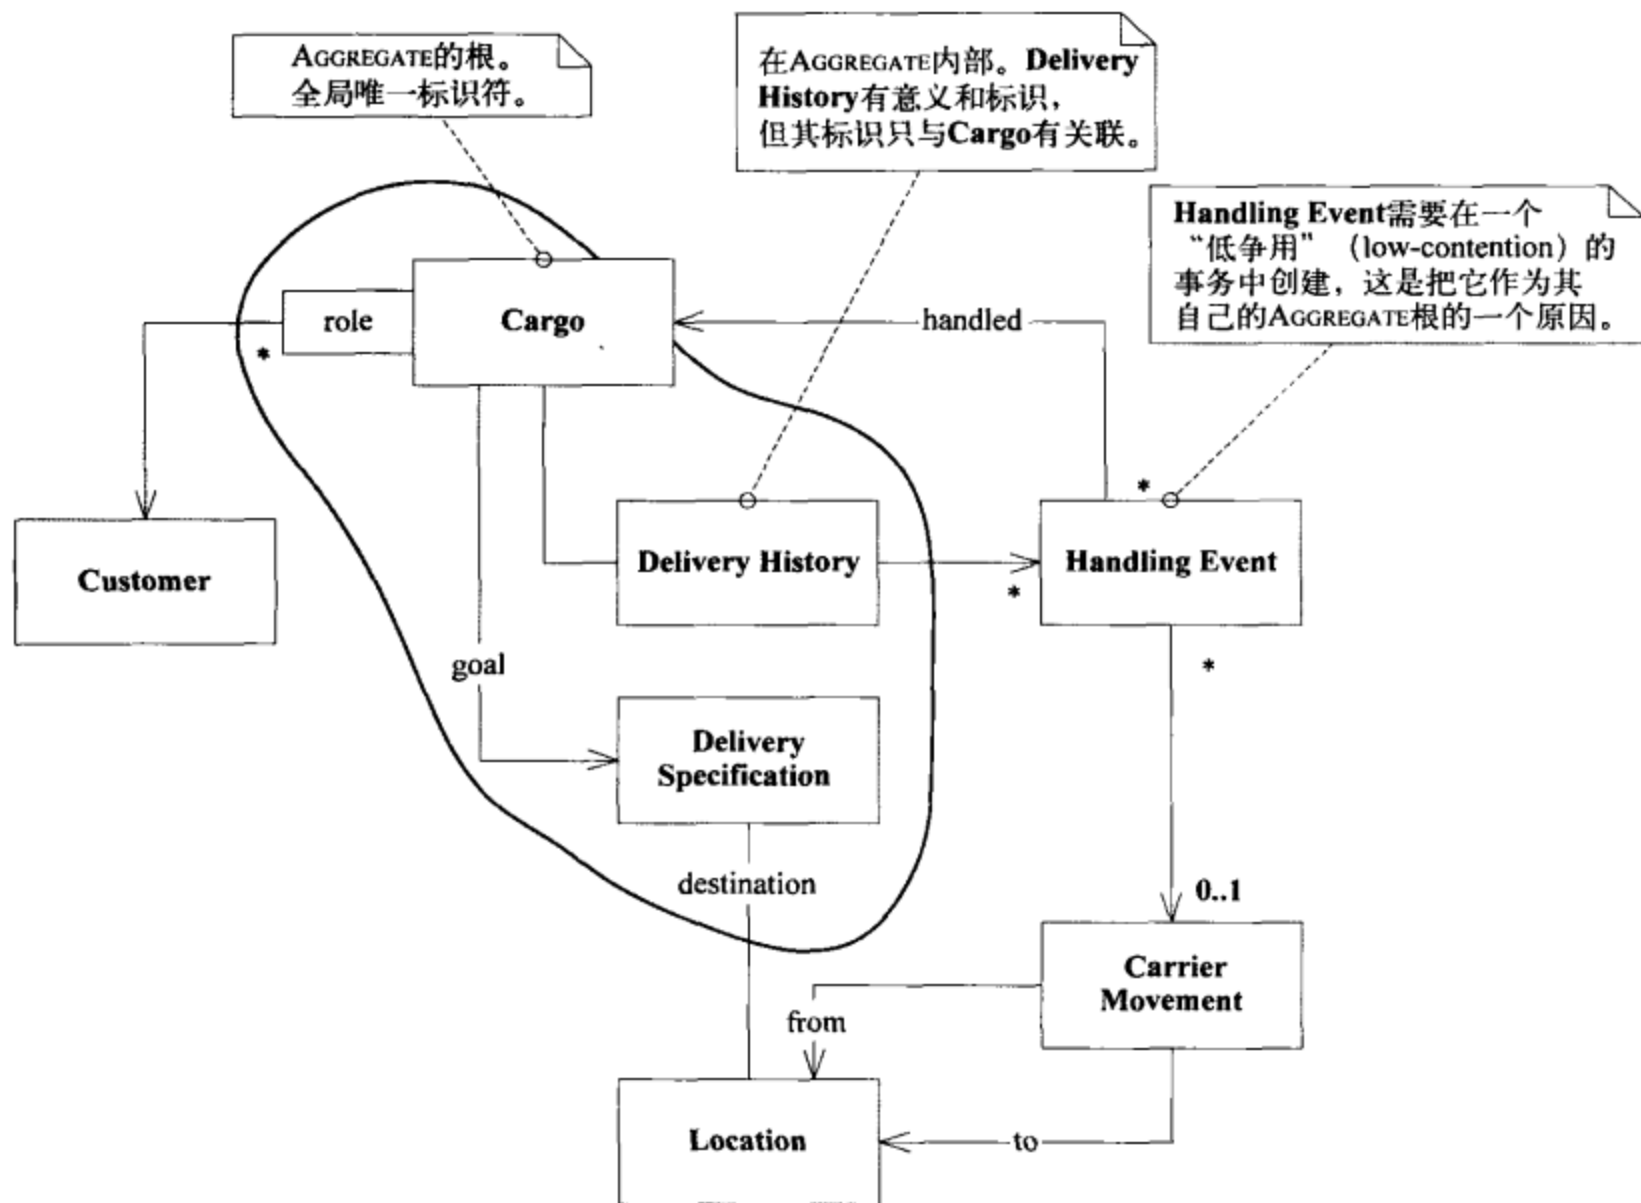 AGGREGATE的根。
全局唯一标识符。
在AGGREGATE内部。Delivery
History有意义和标识，
但其标识只与Cargo有关联。
Handling Event需要在一个
“低争用”（low-contention）的
事务中创建，这是把它作为其
自己的AGGREGATE根的一个原因。
role
*
Cargo
handled
Customer
Delivery History
*
*
Handling Event
goal
*
Delivery
Specification
destination
0..1
Carrier
Movement
from
Location
to